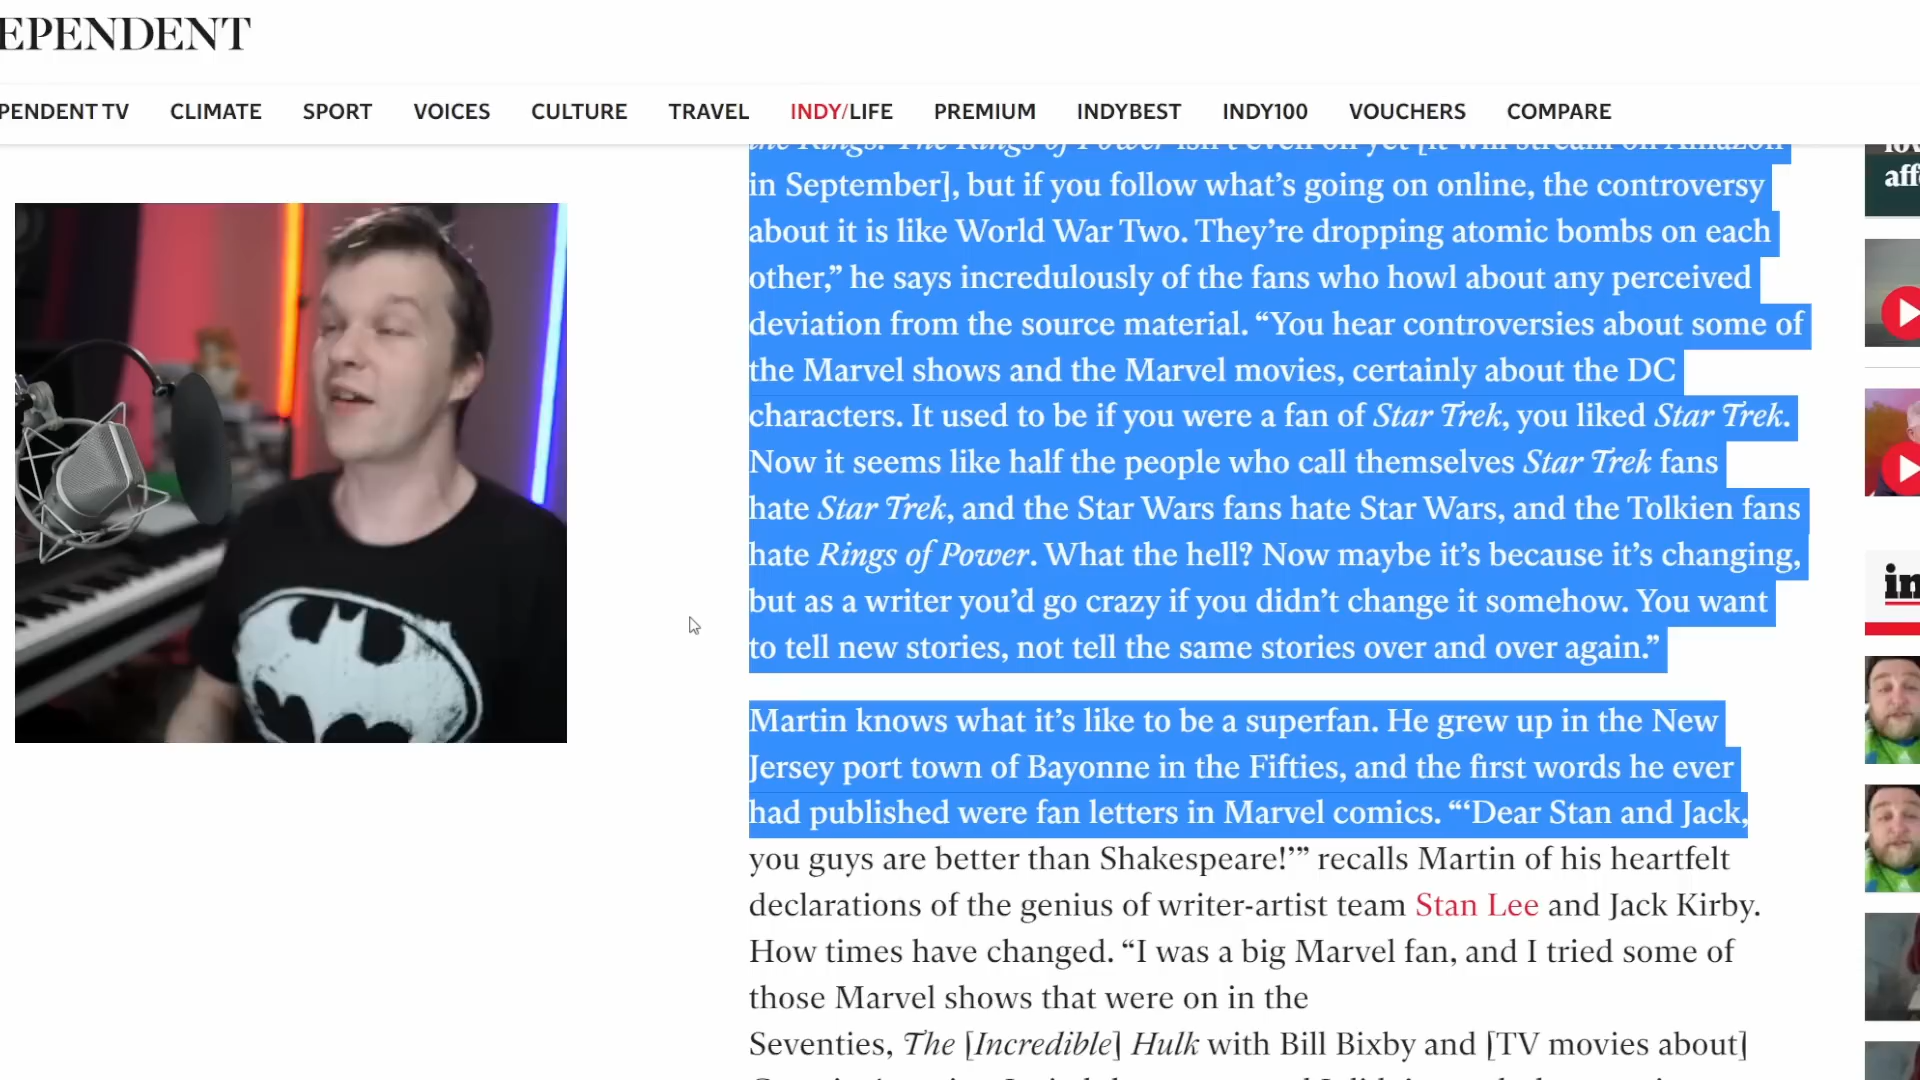 EPENDENT
PENDENT TV CLIMATE SPORT VOICES CULTURE TRAVEL INDY/LIFE PREMIUM INDYBEST INDY100 VOUCHERS COMPARE
the Rings: The Rings of Power isn't even on yet [it will stream on Amazon
in September], but if you follow what’s going on online, the controversy
about it is like World War Two. They’re dropping atomic bombs on each
other,” he says incredulously of the fans who howl about any perceived
deviation from the source material. “You hear controversies about some of
the Marvel shows and the Marvel movies, certainly about the DC
characters. It used to be if you were a fan of Star Trek, you liked Star Trek.
Now it seems like half the people who call themselves Star Trek fans
hate Star Trek, and the Star Wars fans hate Star Wars, and the Tolkien fans
hate Rings of Power. What the hell? Now maybe it’s because it’s changing,
but as a writer you’d go crazy if you didn’t change it somehow. You want
to tell new stories, not tell the same stories over and over again.”
Martin knows what it’s like to be a superfan. He grew up in the New
Jersey port town of Bayonne in the Fifties, and the first words he ever
had published were fan letters in Marvel comics. “‘Dear Stan and Jack,
you guys are better than Shakespeare!’” recalls Martin of his heartfelt
declarations of the genius of writer-artist team Stan Lee and Jack Kirby.
How times have changed. “I was a big Marvel fan, and I tried some of
those Marvel shows that were on in the
Seventies, The [Incredible] Hulk with Bill Bixby and [TV movies about]
affe
in